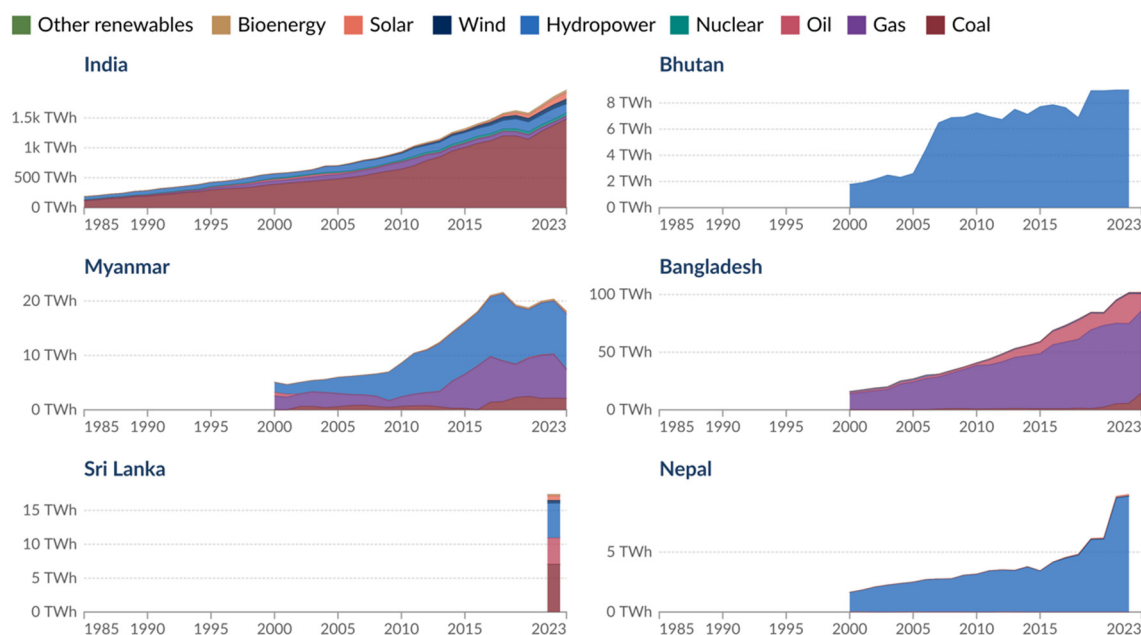 Other renewables Bioenergy Solar Wind Hydropower Nuclear Oil Gas Coal
India
1.5k TWh
1k TWh
500 TWh
0 TWh
1985 1990 1995 2000 2005 2010 2015 2023
Bhutan
8 TWh
6 TWh
4 TWh
2 TWh
0 TWh
1985 1990 1995 2000 2005 2010 2015 2023
Myanmar
20 TWh
10 TWh
0 TWh
1985 1990 1995 2000 2005 2010 2015 2023
Bangladesh
100 TWh
50 TWh
0 TWh
1985 1990 1995 2000 2005 2010 2015 2023
Sri Lanka
15 TWh
10 TWh
5 TWh
0 TWh
1985 1990 2000 2005 2010 2015 2023
Nepal
5 TWh
0 TWh
1985 1990 1995 2000 2005 2010 2015 2023